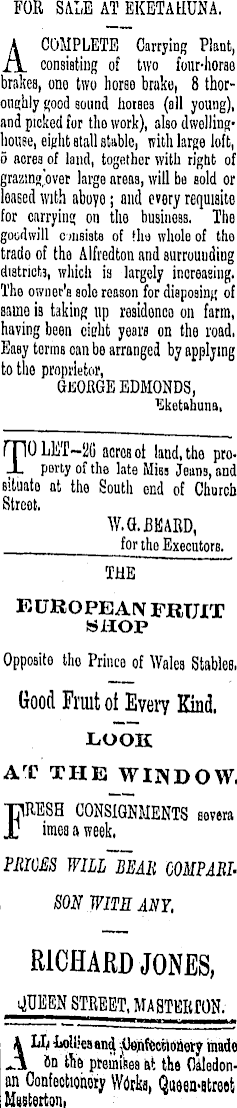 FOR SALE AT EKETAHUNA.
A COMPLETE Carrying Plant,
consisting of two four-horse
brakes, one two horse brake, 8 thor-
oughly good sound horses (all young),
and picked for the work), also dwelling-
house, eight stall stable, with large loft,
5 acres of land, together with right of
grazing over large areas, will be sold or
leased with above ; and every requisite
for carrying on the business. The
goodwill consists of the whole of the
trade of the Alfredton and surrounding
districts, which is largely increasing.
The owner's sole reason for disposing of
same is taking up residence on farm,
having been eight years on the road.
Easy terms can be arranged by applying
to the proprietor,
GEORGE EDMONDS,
Eketahuna.
TO LET—26 acres of land, the pro-
perty of the late Miss Jeans, and
situate at the South end of Church
Street.
W. G. BEARD,
for the Executors.
THE
EUROPEAN FRUIT
SHOP
Opposite the Prince of Wales Stables.
Good Fruit of Every Kind.
LOOK
AT THE WINDOW.
FRESH CONSIGNMENTS severa
imes a week.
PRICES WILL BEAR COMPARI-
SON WITH ANY.
RICHARD JONES,
QUEEN STREET, MASTERTON.
ALL Lollies and Confectionery made
on the premises at the Caledon-
an Confectionory Works, Queen-street
Masterton,